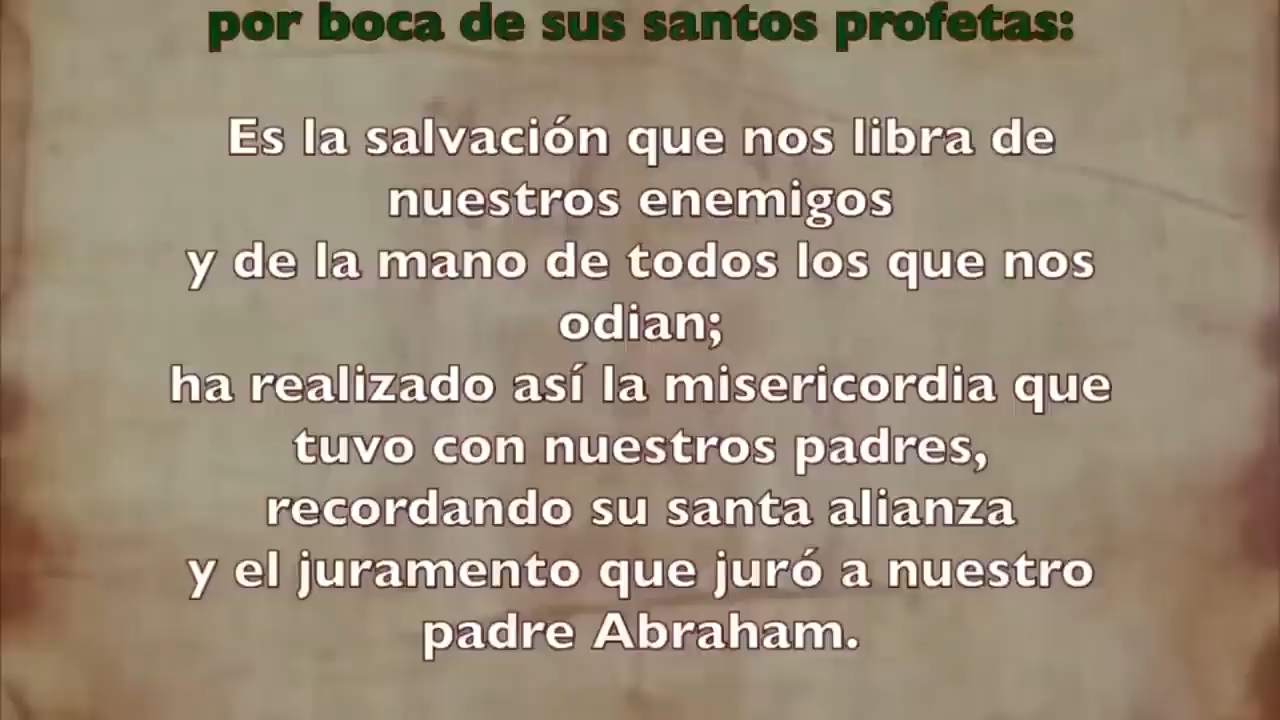 por boca de sus santos profetas:
Es la salvación que nos libra de
nuestros enemigos
y de la mano de todos los que nos
odian;
ha realizado así la misericordia que
tuvo con nuestros padres,
recordando su santa alianza
y el juramento que juró a nuestro
padre Abraham.